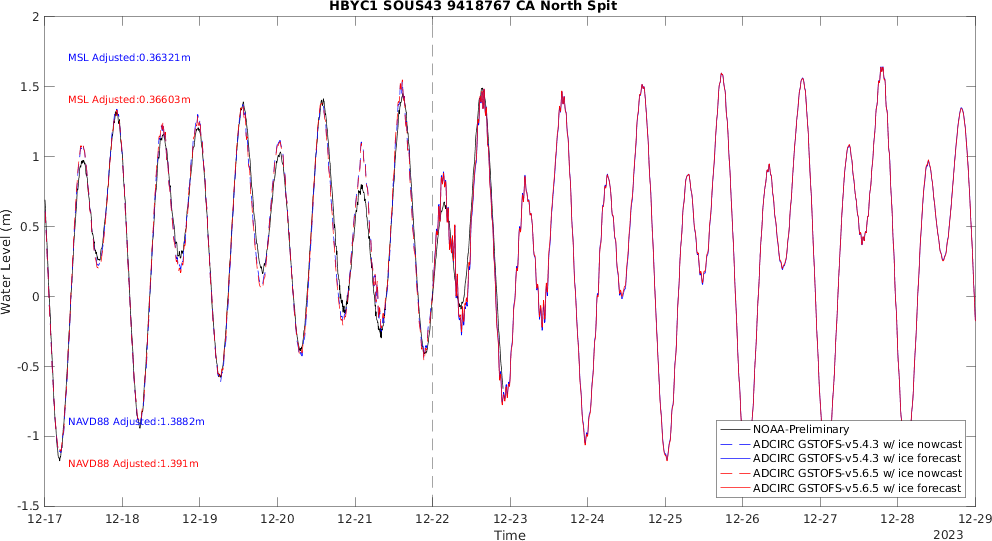 HBYC1 SOUS43 9418767 CA North Spit
2
1.5
1
0.5
0
-0.5
-1
-1.5
Water Level (m)
MSL Adjusted:0.36321m
MSL Adjusted:0.36603m
NAVD88 Adjusted:1.3882m
NAVD88 Adjusted:1.391m
NOAA-Preliminary
ADCIRC GSTOFS-v5.4.3 w/ ice nowcast
ADCIRC GSTOFS-v5.4.3 w/ ice forecast
ADCIRC GSTOFS-v5.6.5 w/ ice nowcast
ADCIRC GSTOFS-v5.6.5 w/ ice forecast
12-17 12-18 12-19 12-20 12-21 12-22 12-23 12-24 12-25 12-26 12-27 12-28 12-29
Time
2023